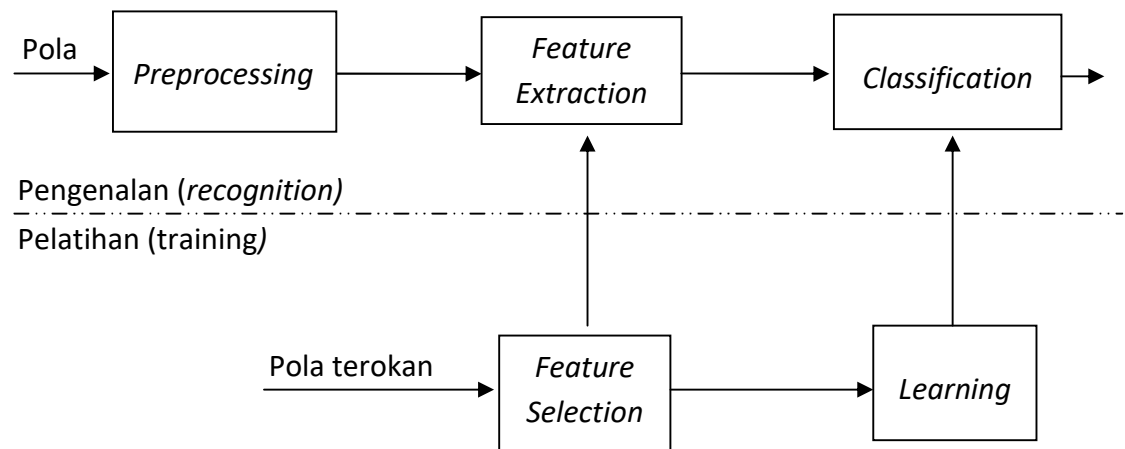 Pola
Preprocessing
Feature
Extraction
Classification
Pengenalan (recognition)
Pelatihan (training)
Pola terokan
Feature
Selection
Learning